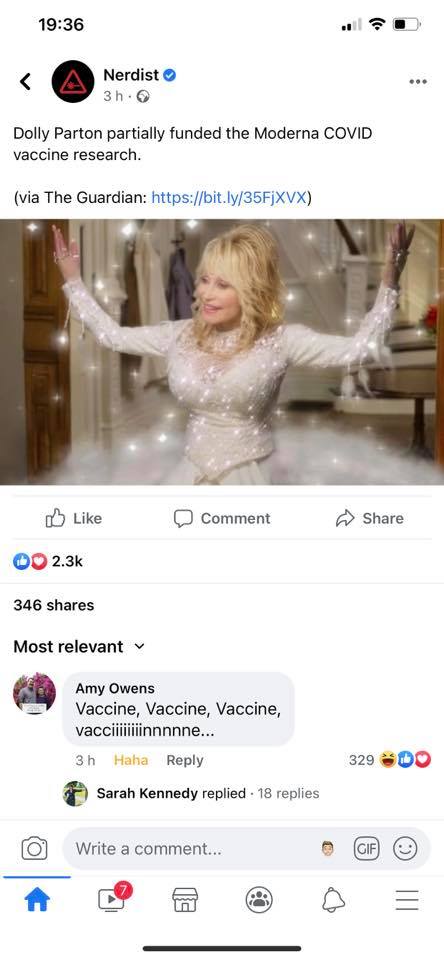 19:36
Nerdist
3 h ·
Dolly Parton partially funded the Moderna COVID
vaccine research.
(via The Guardian: https://bit.ly/35FjXVX)
Like Comment Share
2.3k
346 shares
Most relevant
Amy Owens
Vaccine, Vaccine, Vaccine,
vacciiiiiiiinnnnne...
3 h Haha Reply 329
Sarah Kennedy replied · 18 replies
Write a comment... GIF
7